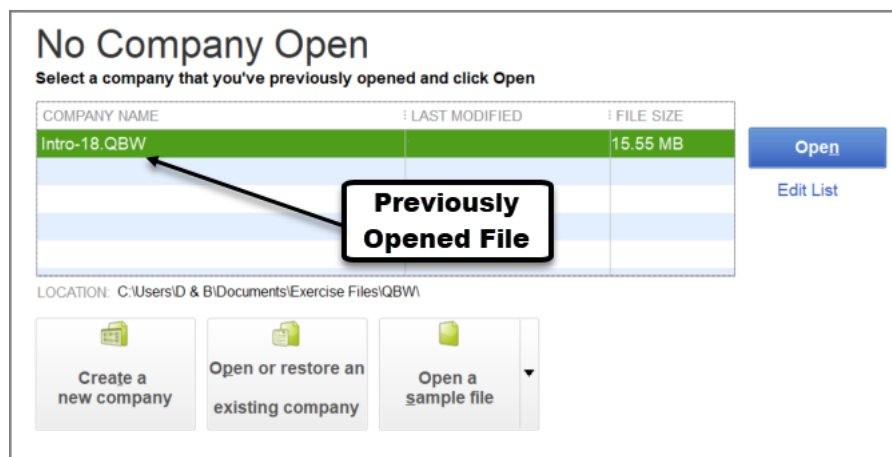 No Company Open
Select a company that you've previously opened and click Open
COMPANY NAME LAST MODIFIED FILE SIZE
Intro-18.QBW 15.55 MB
Open
Edit List
Previously
Opened File
LOCATION: C:\Users\D & B\Documents\Exercise Files\QBW\
Create a
new company
Open or restore an
existing company
Open a
sample file